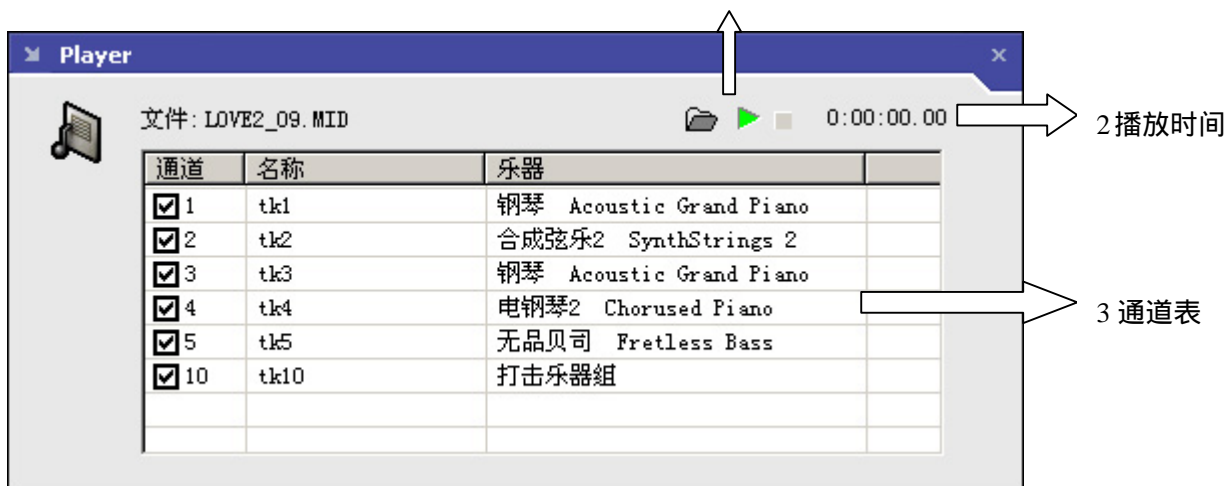 Player
文件: LOVE2_09.MID 0:00:00.00
2播放时间
通道 名称 乐器
1 tk1 钢琴 Acoustic Grand Piano
2 tk2 合成弦乐2 SynthStrings 2
3 tk3 钢琴 Acoustic Grand Piano
4 tk4 电钢琴2 Chorused Piano
3 通道表
5 tk5 无品贝司 Fretless Bass
10 tk10 打击乐器组